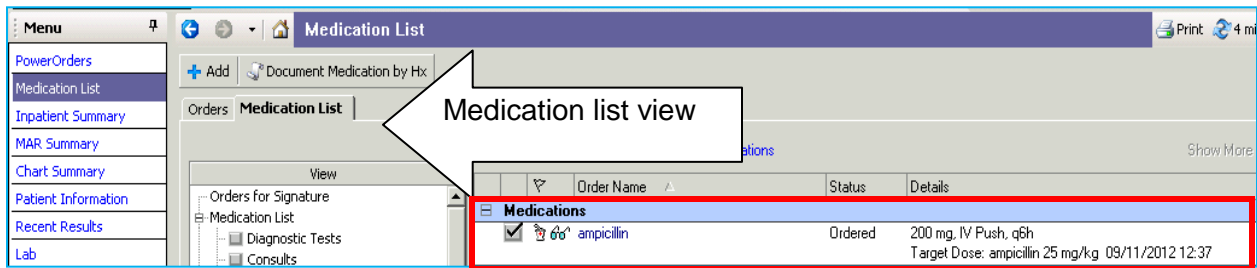 Menu
Medication List
Print 4 mi
PowerOrders
Medication List
Inpatient Summary
MAR Summary
Chart Summary
Patient Information
Recent Results
Lab
Add Document Medication by Hx
Orders Medication List
Medication list view
ations
Show More
View
Orders for Signature
Medication List
Diagnostic Tests
Consults
Order Name Status Details
Medications
ampicillin Ordered 200 mg, IV Push, q6h
Target Dose: ampicillin 25 mg/kg 09/11/2012 12:37